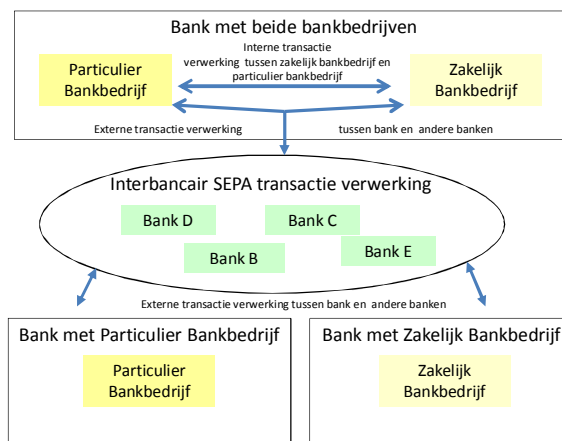 Bank met beide bankbedrijven
Interne transactie
verwerking tussen zakelijk bankbedrijf en
particulier bankbedrijf
Particulier
Bankbedrijf
Zakelijk
Bankbedrijf
Externe transactie verwerking
tussen bank en andere banken
Interbancair SEPA transactie verwerking
Bank D
Bank C
Bank B
Bank E
Externe transactie verwerking tussen bank en andere banken
Bank met Particulier Bankbedrijf
Particulier
Bankbedrijf
Bank met Zakelijk Bankbedrijf
Zakelijk
Bankbedrijf